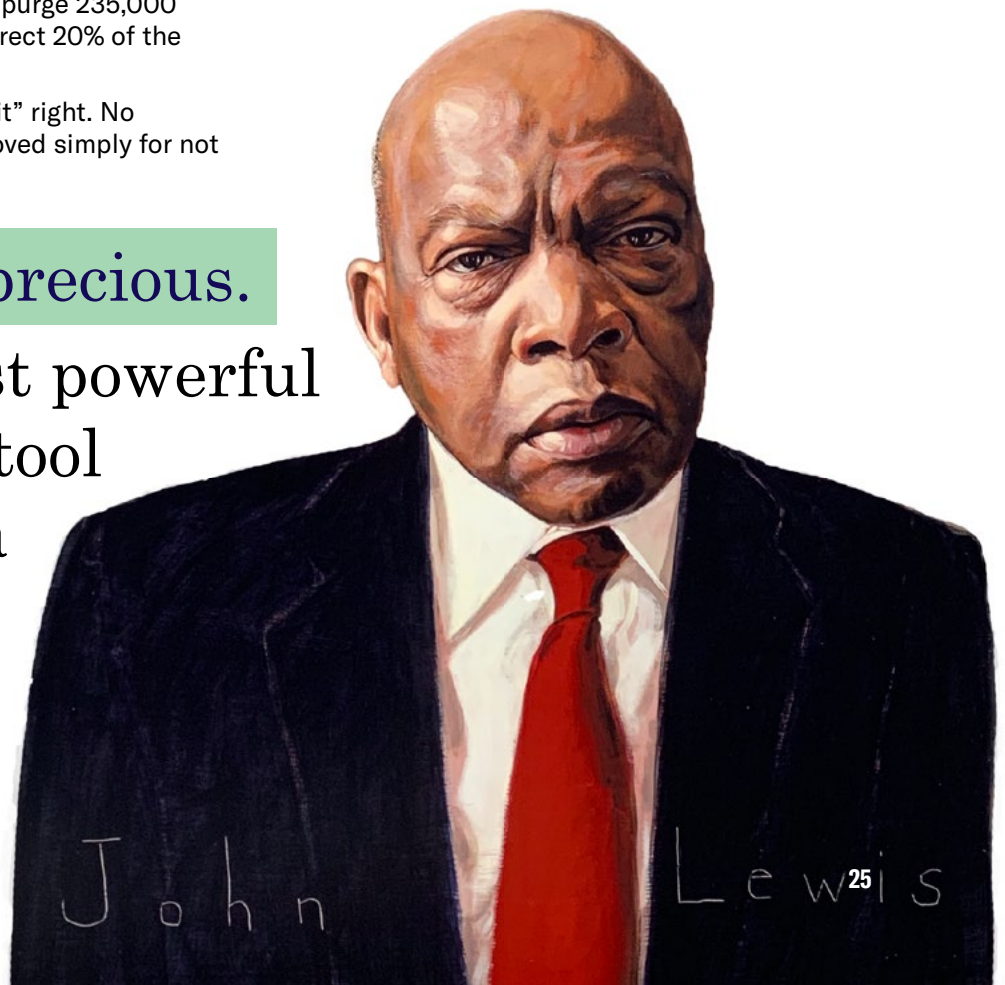 purge 235,000
rect 20% of the
it” right. No
oved simply for not
precious.
st powerful
tool
John Lewis
25